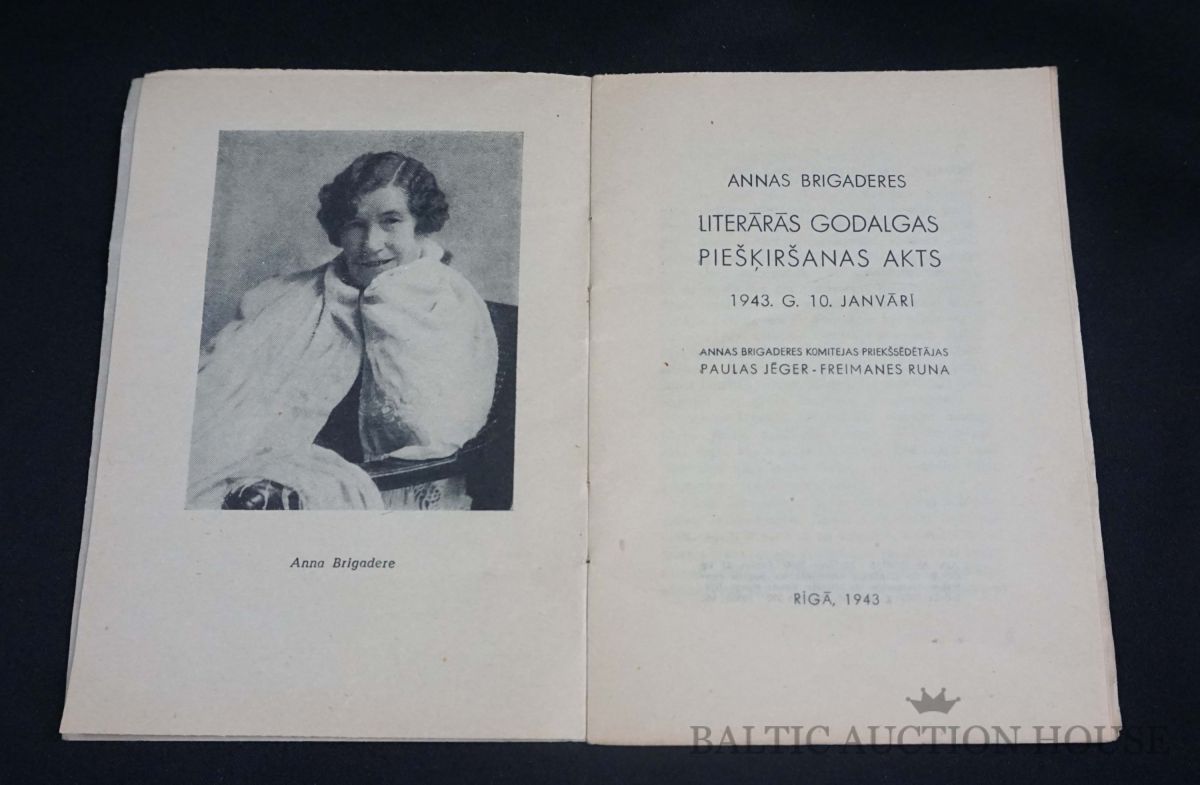 Anna Brigadere
ANNAS BRIGADERES
LITERĀRĀS GODALGAS
PIEŠĶIRŠANAS AKTS
1943. G. 10. JANVĀRĪ
ANNAS BRIGADERES KOMITEJAS PRIEKŠSĒDĒTĀJAS
PAULAS JĒGER-FREIMANES RUNA
RĪGĀ, 1943
BALTIC AUCTION HOUSE